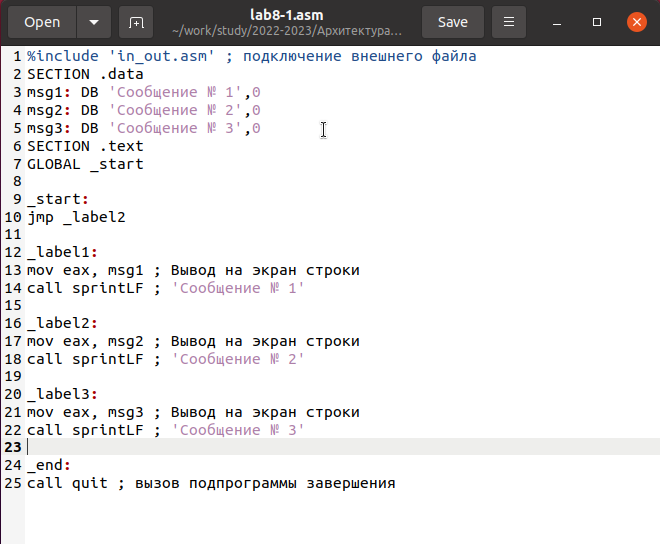 Open
lab8-1.asm
~/work/study/2022-2023/Архитектура…
Save
1 %include 'in_out.asm' ; подключение внешнего файла
2 SECTION .data
3 msg1: DB 'Сообщение № 1',0
4 msg2: DB 'Сообщение № 2',0
5 msg3: DB 'Сообщение № 3',0
6 SECTION .text
7 GLOBAL _start
8
9 _start:
10 jmp _label2
11
12 _label1:
13 mov eax, msg1 ; Вывод на экран строки
14 call sprintLF ; 'Сообщение № 1'
15
16 _label2:
17 mov eax, msg2 ; Вывод на экран строки
18 call sprintLF ; 'Сообщение № 2'
19
20 _label3:
21 mov eax, msg3 ; Вывод на экран строки
22 call sprintLF ; 'Сообщение № 3'
23
24 _end:
25 call quit ; вызов подпрограммы завершения